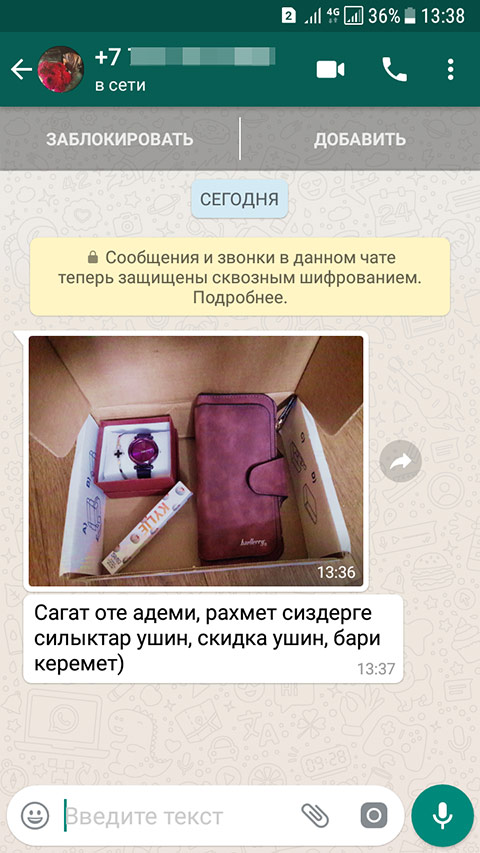 2 4G 36% 13:38
+7
в сети
ЗАБЛОКИРОВАТЬ ДОБАВИТЬ
СЕГОДНЯ
Сообщения и звонки в данном чате
теперь защищены сквозным шифрованием.
Подробнее.
KYLIE
baellerry
13:36
Сагат оте адеми, рахмет сиздерге
силыктар ушин, скидка ушин, бари
керемет)
13:37
Введите текст